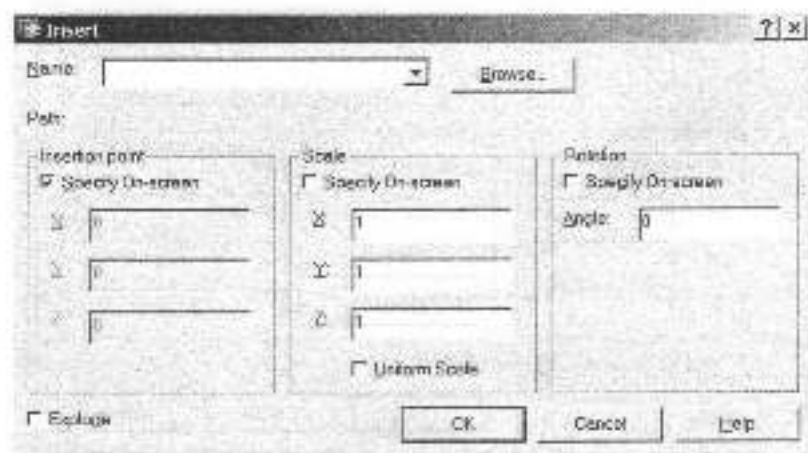 Insert
Name: Browse...
Path:
Insertion point
Specify On-screen
X: 0
Y: 0
Z: 0
Scale
Specify On-screen
X: 1
Y: 1
Z: 1
Uniform Scale
Rotation
Specify On-screen
Angle: 0
Explode
OK Cancel Help